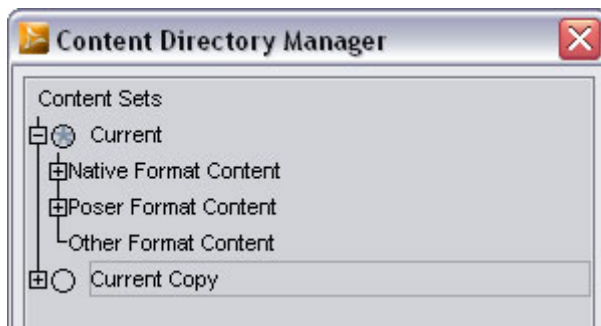 Content Directory Manager
Content Sets
Current
Native Format Content
Poser Format Content
Other Format Content
Current Copy